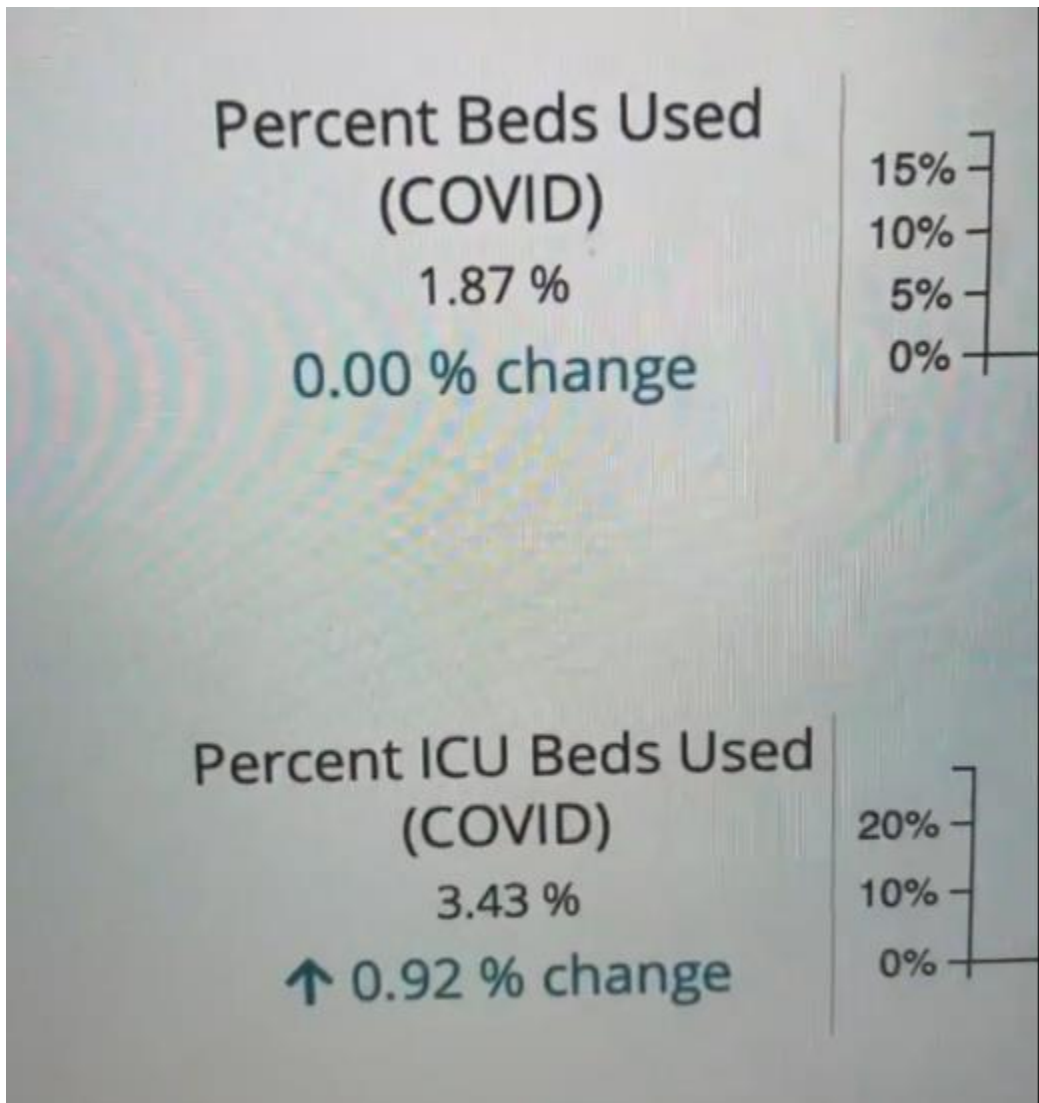 Percent Beds Used
(COVID)
1.87 %
0.00 % change
15%
10%
5%
0%
Percent ICU Beds Used
(COVID)
3.43 %
↑ 0.92 % change
20%
10%
0%